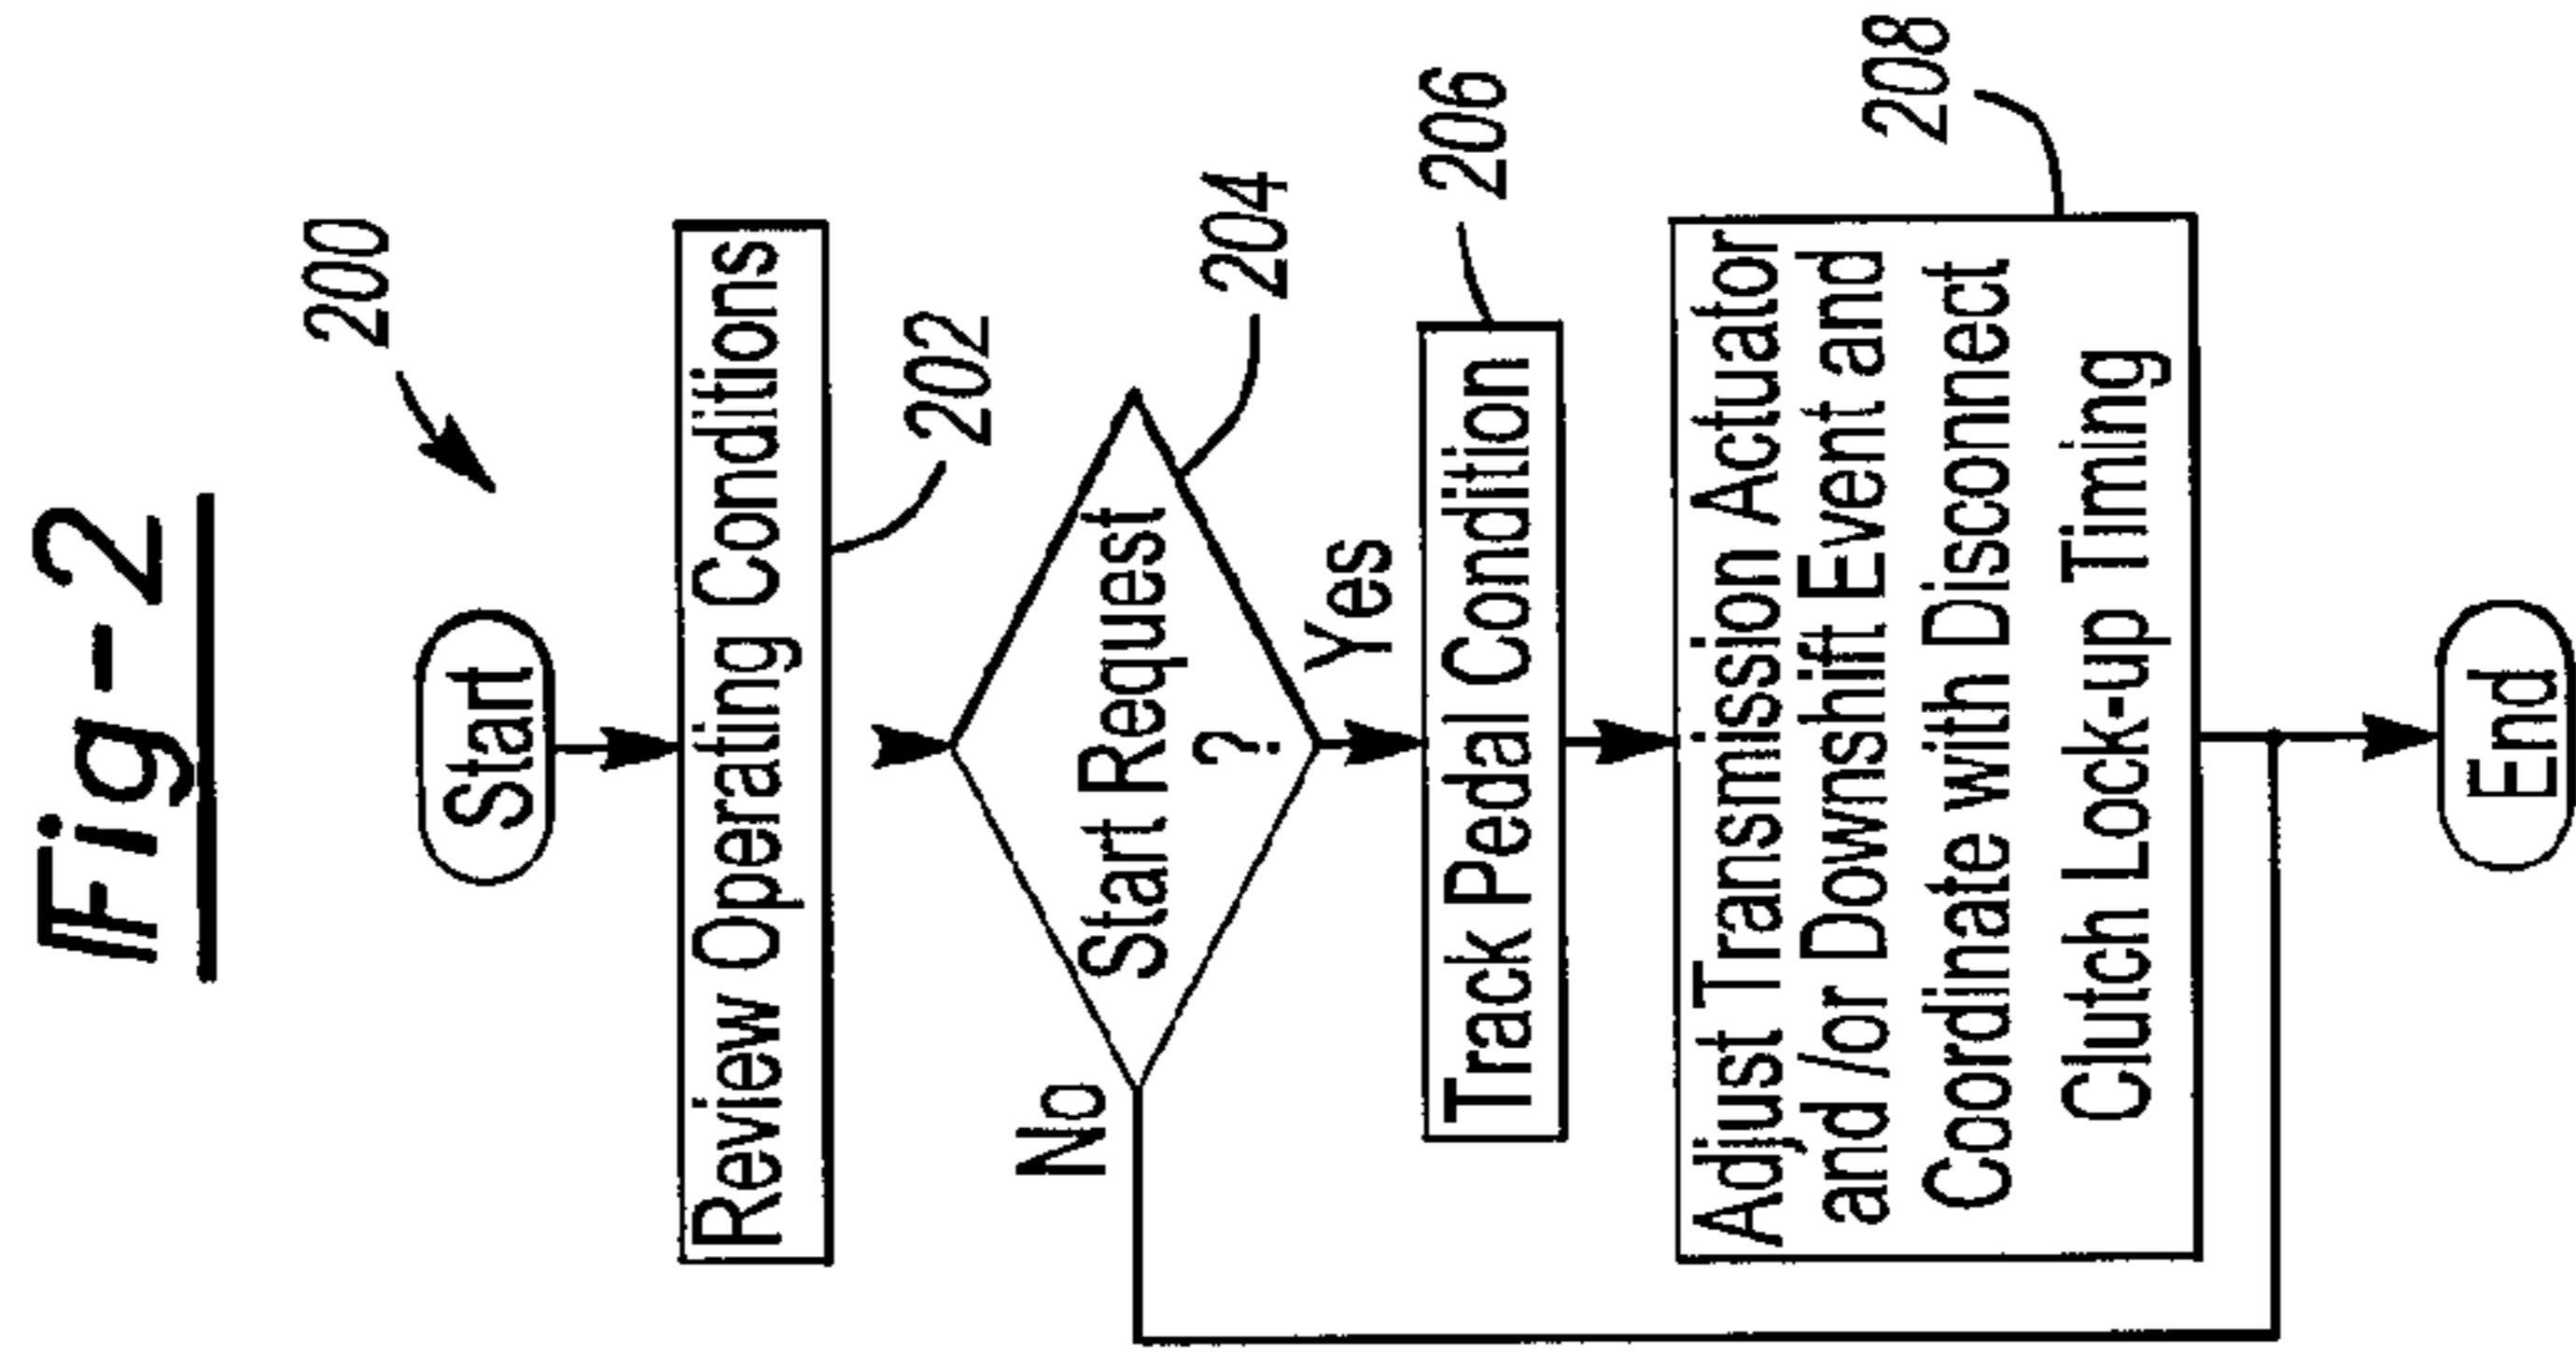 Fig-2
200
Start
Review Operating Conditions
202
Start Request
?
204
No
Yes
Track Pedal Condition
206
Adjust Transmission Actuator
and /or Downshift Event and
Coordinate with Disconnect
Clutch Lock-up Timing
208
End